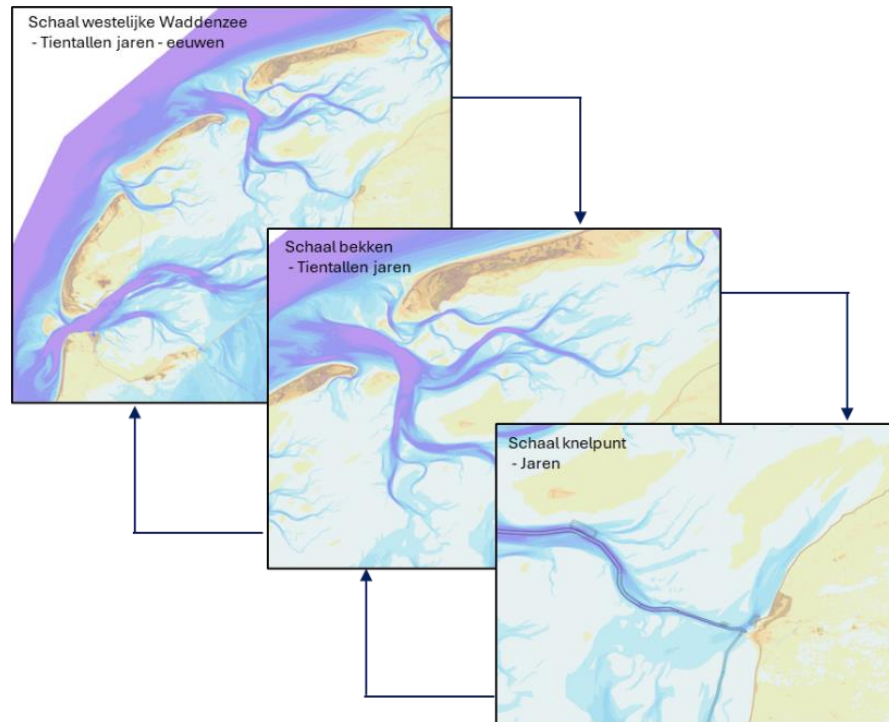 Schaal westelijke Waddenzee
- Tientallen jaren - eeuwen
Schaal bekken
- Tientallen jaren
Schaal knelpunt
- Jaren